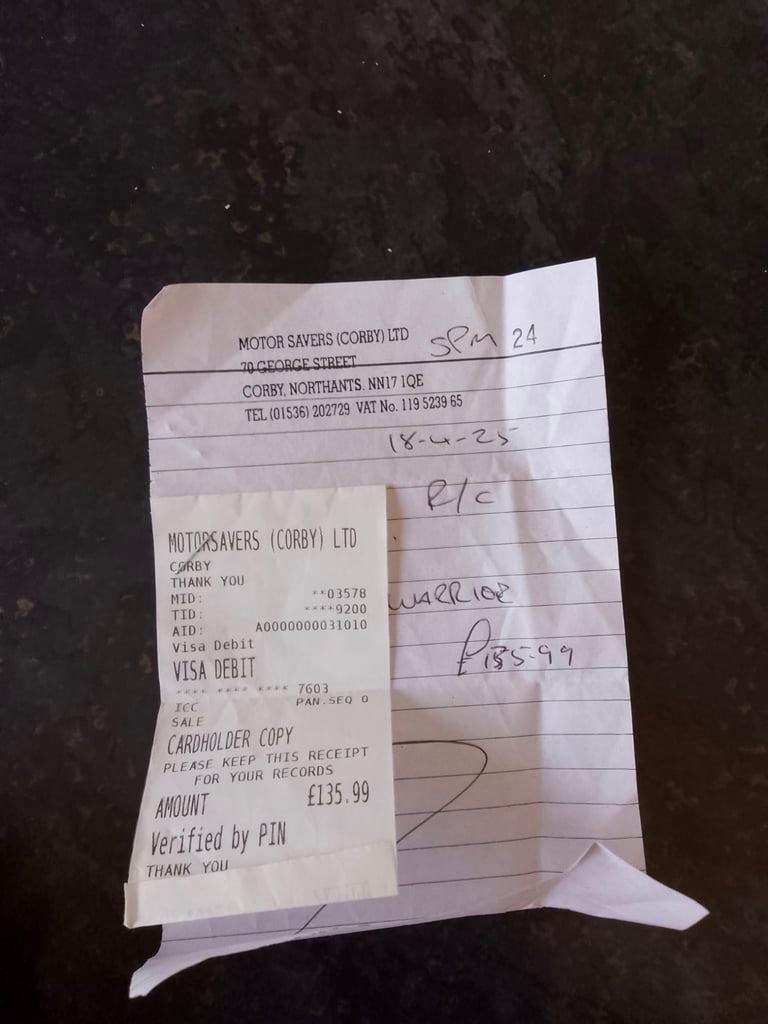 MOTOR SAVERS (CORBY) LTD
SPM 24
70 GEORGE STREET
CORBY, NORTHANTS. NN17 1QE
TEL (01536) 202729 VAT No. 119 5239 65
18-4-25
R/C
WARRIOR
£135.99
MOTORSAVERS (CORBY) LTD
CORBY
THANK YOU
MID: **03578
TID: ****9200
AID: A0000000031010
Visa Debit
VISA DEBIT
**** **** **** 7603
ICC PAN.SEQ 0
SALE
CARDHOLDER COPY
PLEASE KEEP THIS RECEIPT
FOR YOUR RECORDS
AMOUNT £135.99
Verified by PIN
THANK YOU